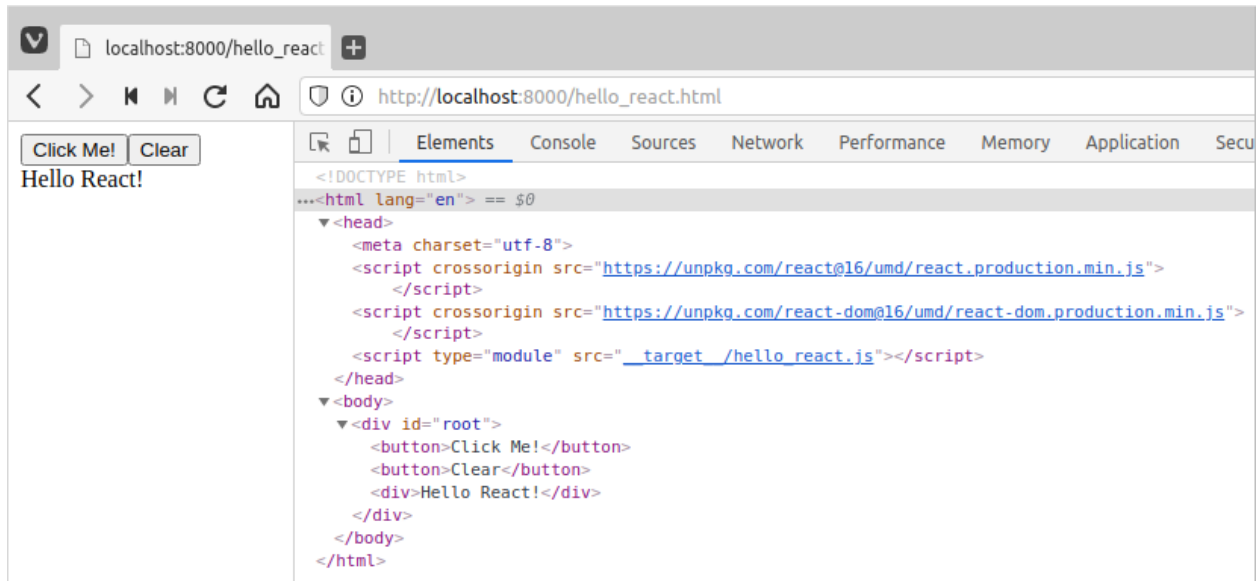 localhost:8000/hello_react
http://localhost:8000/hello_react.html
Click Me! Clear
Hello React!
Elements Console Sources Network Performance Memory Application Secu
<!DOCTYPE html>
…<html lang="en"> == $0
▼<head>
<meta charset="utf-8">
<script crossorigin src="https://unpkg.com/react@16/umd/react.production.min.js">
</script>
<script crossorigin src="https://unpkg.com/react-dom@16/umd/react-dom.production.min.js">
</script>
<script type="module" src="__target__/hello_react.js"></script>
</head>
▼<body>
▼<div id="root">
<button>Click Me!</button>
<button>Clear</button>
<div>Hello React!</div>
</div>
</body>
</html>